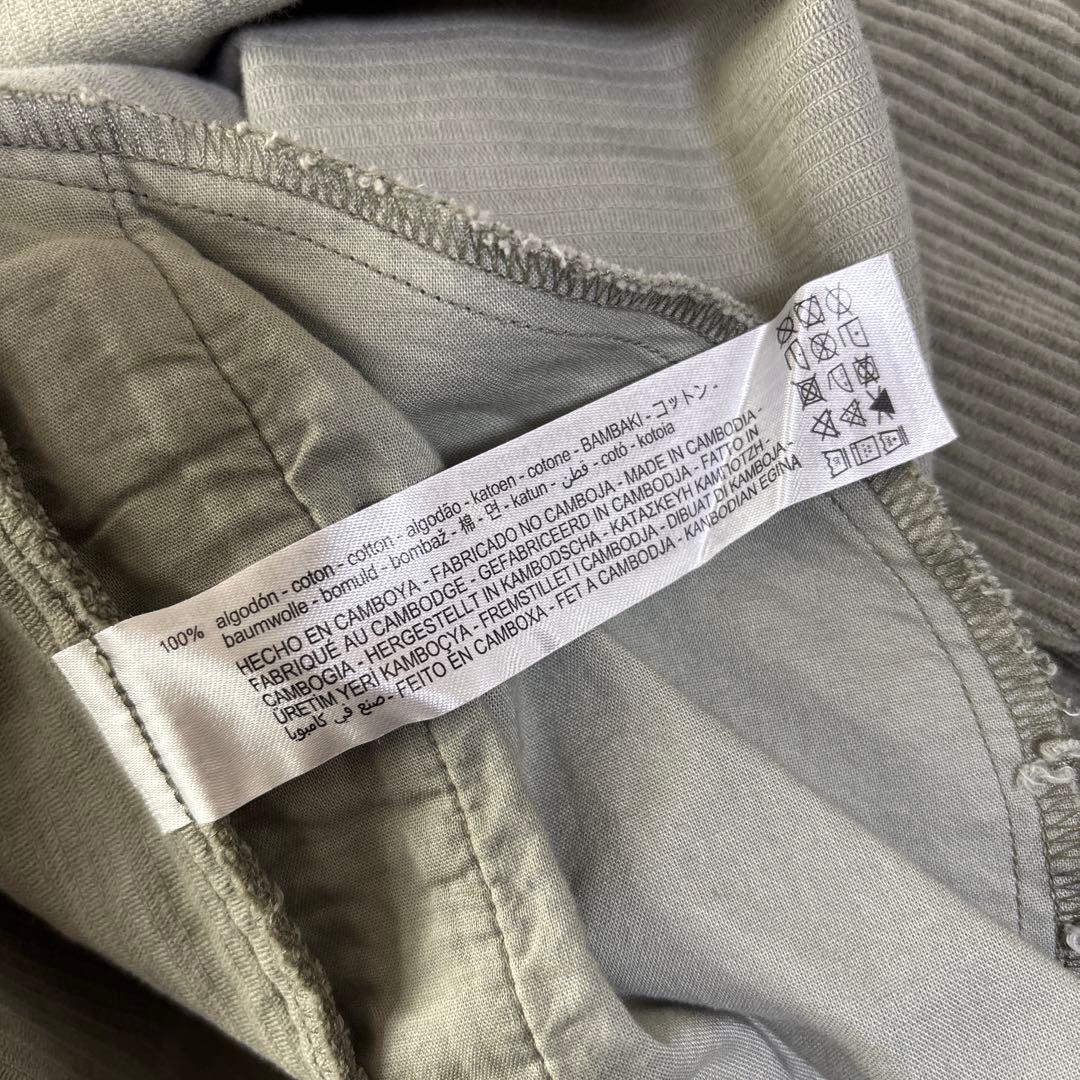 100% algodón - coton - cotton - algodão - katoen - cotone - BAMBAKI - コットン -
baumwolle - bomuld - bombaž - 棉 - 면 - katun - قطن - cotó - kotoia
HECHO EN CAMBOYA - FABRICADO NO CAMBOJA - MADE IN CAMBODIA -
FABRIQUÉ AU CAMBODGE - GEFABRICEERD IN CAMBODJA - FATTO IN
CAMBOGIA - HERGESTELLT IN KAMBODSCHA - ΚΑΤΑΣΚΕΥΗ ΚΑΜΠΟΤΖΗ -
ÜRETİM YERİ KAMBOÇYA - FREMSTILLET I CAMBODJA - DIBUAT DI KAMBOJA -
صنع في كامبوديا - FEITO EN CAMBOXA - FET A CAMBODJA - KANBODIAN EGINA